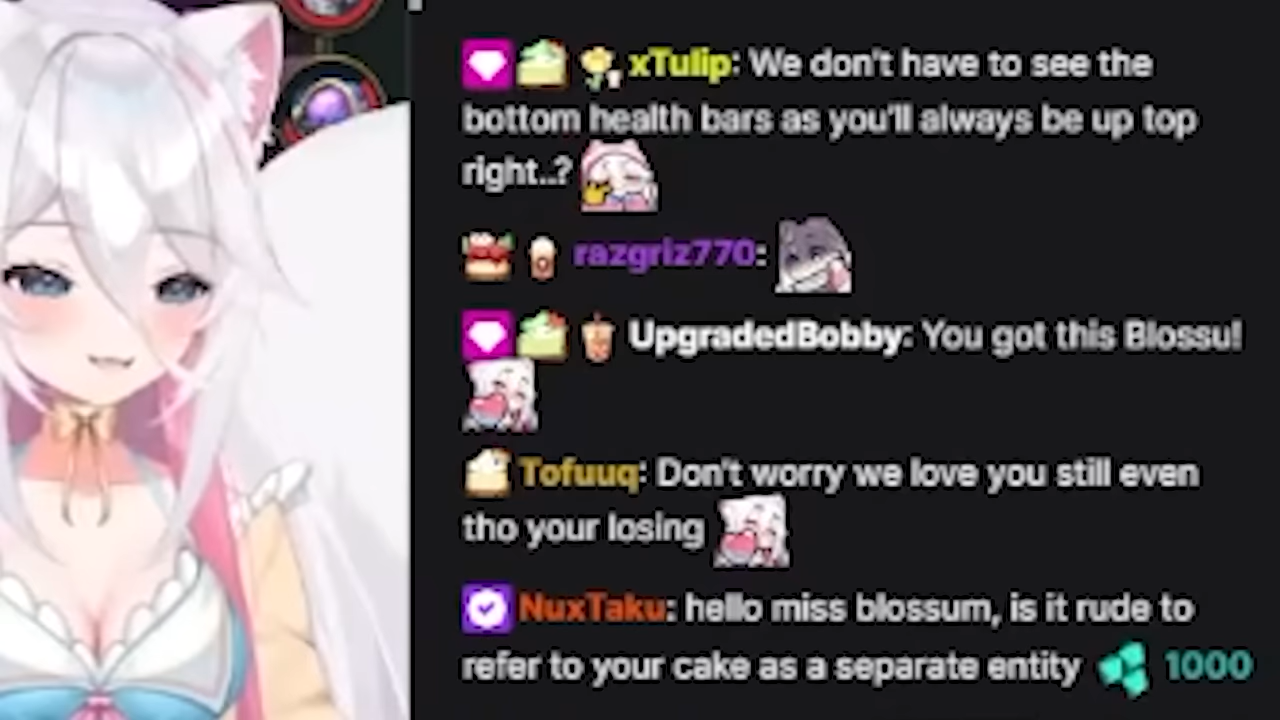 xTulip: We don't have to see the
bottom health bars as you'll always be up top
right..?
razgriz770:
UpgradedBobby: You got this Blossu!
Tofuuq: Don't worry we love you still even
tho your losing
NuxTaku: hello miss blossum, is it rude to
refer to your cake as a separate entity 1000